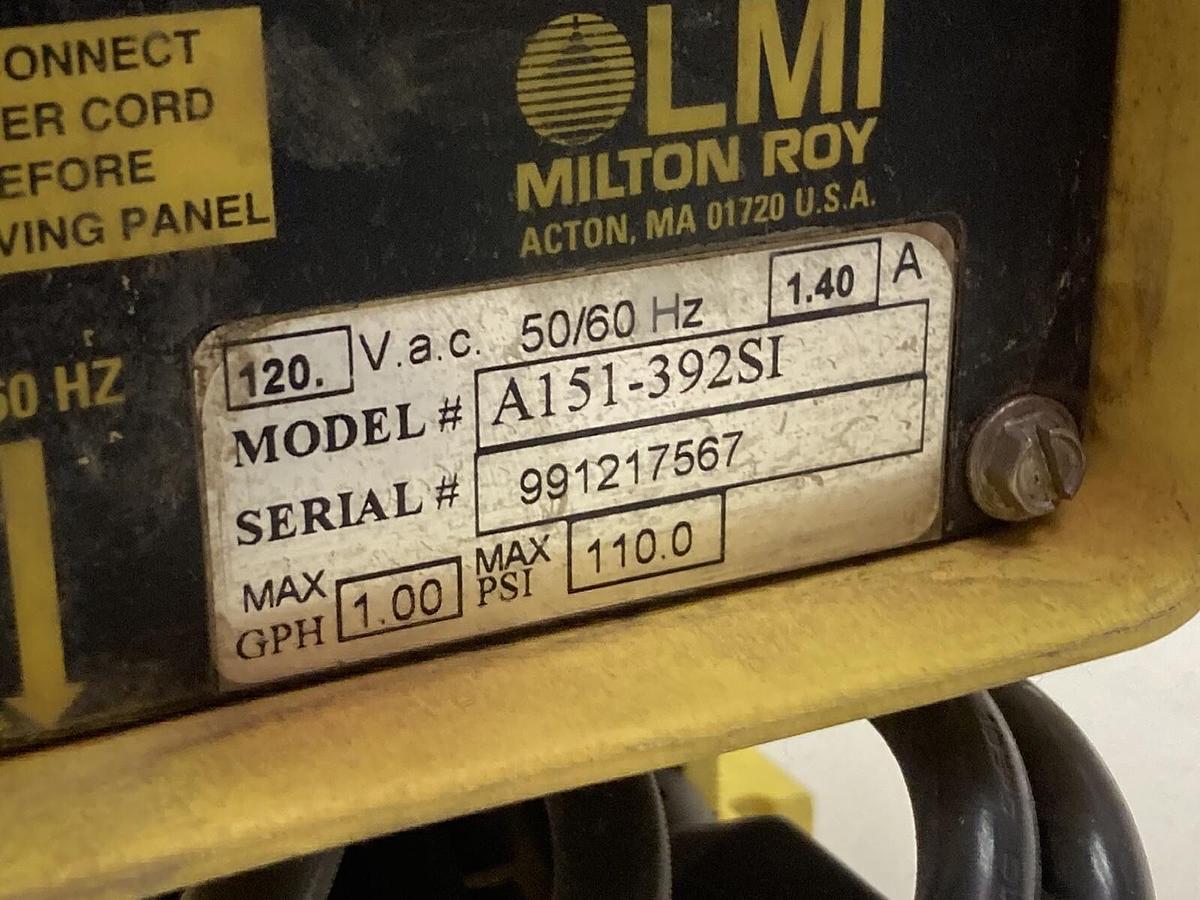 ONNECT
ER CORD
EFORE
VING PANEL
LMI
MILTON ROY
ACTON, MA 01720 U.S.A.
60 HZ
120. V.a.c. 50/60 Hz 1.40 A
MODEL # A151-392SI
SERIAL # 991217567
MAX GPH 1.00 MAX PSI 110.0